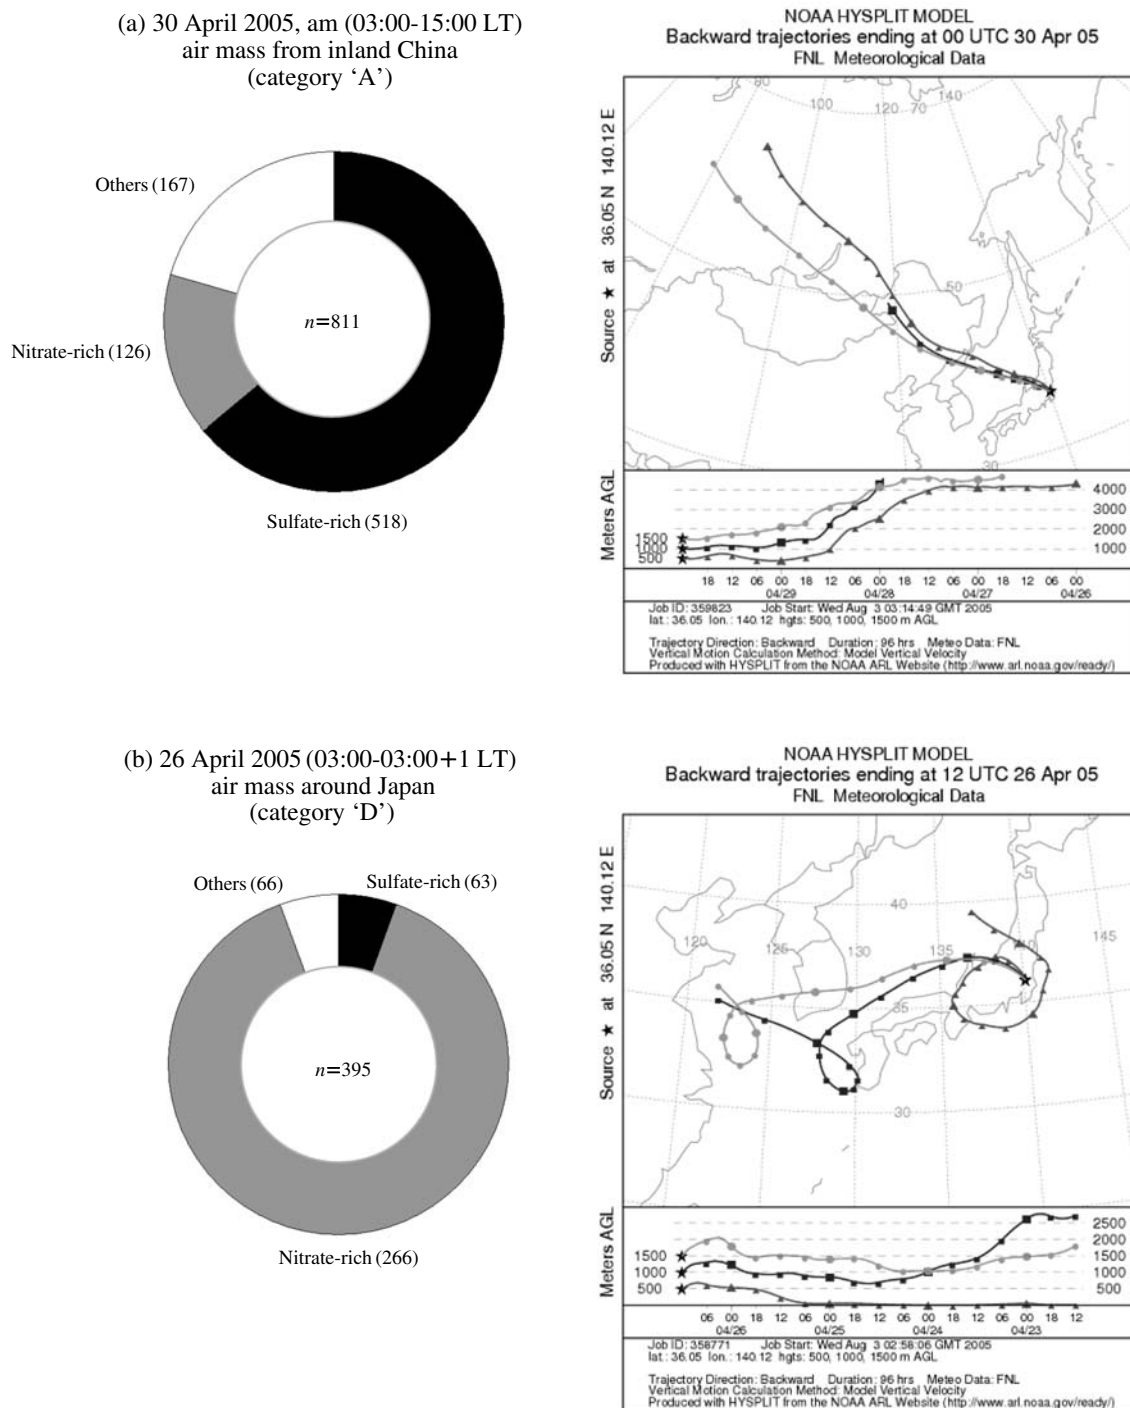 (a) 30 April 2005, am (03:00-15:00 LT)
air mass from inland China
(category ‘A’)
Others (167)
Nitrate-rich (126)
n=811
Sulfate-rich (518)
NOAA HYSPLIT MODEL
Backward trajectories ending at 00 UTC 30 Apr 05
FNL Meteorological Data
Source ★ at 36.05 N 140.12 E
80
100
120
70
140
50
30
Meters AGL
1500
1000
500
4000
3000
2000
1000
18 12 06 00 18 12 06 00 18 12 06 00 18 12 06 00
04/29 04/28 04/27 04/26
Job ID: 359823 Job Start: Wed Aug 3 03:14:49 GMT 2005
lat.: 36.05 lon.: 140.12 hgts: 500, 1000, 1500 m AGL
Trajectory Direction: Backward Duration: 96 hrs Meteo Data: FNL
Vertical Motion Calculation Method: Model Vertical Velocity
Produced with HYSPLIT from the NOAA ARL Website (http://www.arl.noaa.gov/ready/)
(b) 26 April 2005 (03:00-03:00+1 LT)
air mass around Japan
(category ‘D’)
Others (66)
Sulfate-rich (63)
n=395
Nitrate-rich (266)
NOAA HYSPLIT MODEL
Backward trajectories ending at 12 UTC 26 Apr 05
FNL Meteorological Data
Source ★ at 36.05 N 140.12 E
40
120
125
130
135
140
145
35
30
Meters AGL
1500
1000
500
2500
2000
1500
1000
500
06 00 18 12 06 00 18 12 06 00 18 12 06 00 18 12
04/26 04/25 04/24 04/23
Job ID: 358771 Job Start: Wed Aug 3 02:58:06 GMT 2005
lat.: 36.05 lon.: 140.12 hgts: 500, 1000, 1500 m AGL
Trajectory Direction: Backward Duration: 96 hrs Meteo Data: FNL
Vertical Motion Calculation Method: Model Vertical Velocity
Produced with HYSPLIT from the NOAA ARL Website (http://www.arl.noaa.gov/ready/)